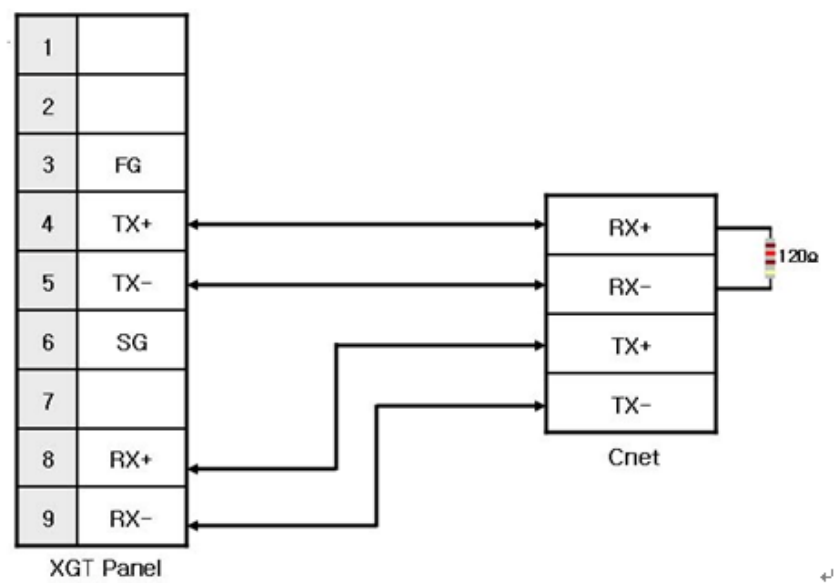 1
2
3 FG
4 TX+
5 TX-
6 SG
7
8 RX+
9 RX-
XGT Panel
RX+
RX-
TX+
TX-
Cnet
120Ω